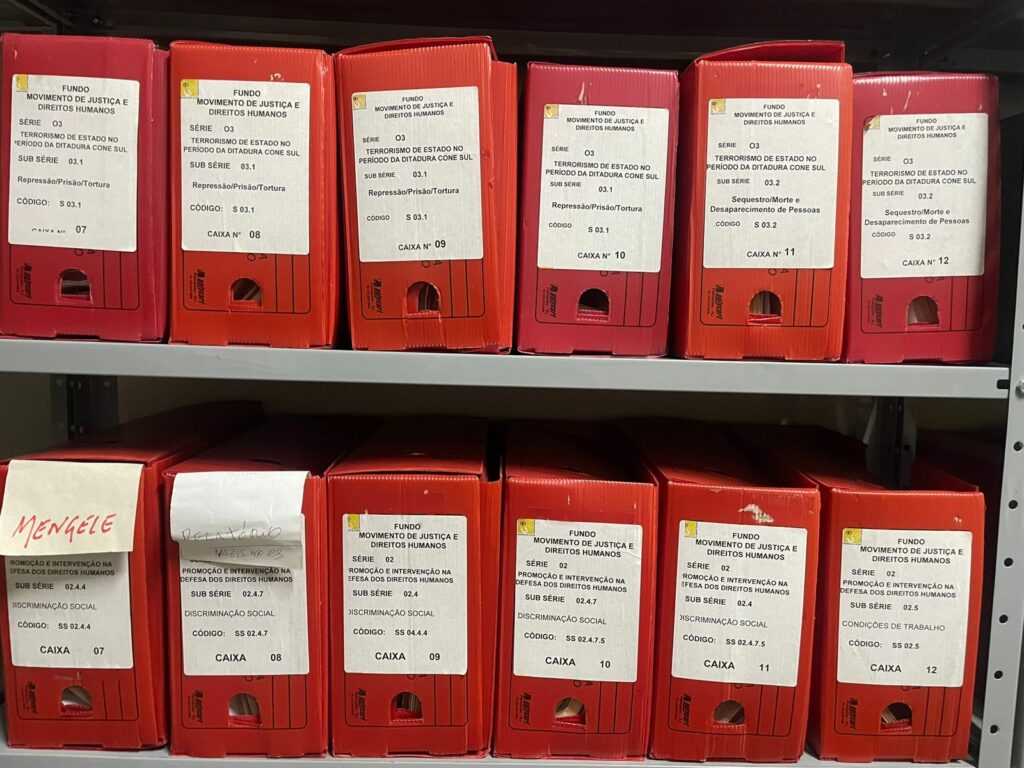 FUNDO
MOVIMENTO DE JUSTIÇA E
DIREITOS HUMANOS
SÉRIE O3
TERRORISMO DE ESTADO NO
PERÍODO DA DITADURA CONE SUL
SUB SÉRIE 03.1
Repressão/Prisão/Tortura
CÓDIGO: S 03.1
CAIXA N° 07
FUNDO
MOVIMENTO DE JUSTIÇA E
DIREITOS HUMANOS
SÉRIE O3
TERRORISMO DE ESTADO NO
PERÍODO DA DITADURA CONE SUL
SUB SÉRIE 03.1
Repressão/Prisão/Tortura
CÓDIGO: S 03.1
CAIXA N° 08
FUNDO
MOVIMENTO DE JUSTIÇA E
DIREITOS HUMANOS
SÉRIE O3
TERRORISMO DE ESTADO NO
PERÍODO DA DITADURA CONE SUL
SUB SÉRIE 03.1
Repressão/Prisão/Tortura
CÓDIGO S 03.1
CAIXA N° 09
FUNDO
MOVIMENTO DE JUSTIÇA E
DIREITOS HUMANOS
SÉRIE O3
TERRORISMO DE ESTADO NO
PERÍODO DA DITADURA CONE SUL
SUB SÉRIE 03.1
Repressão/Prisão/Tortura
CÓDIGO S 03.1
CAIXA N° 10
FUNDO
MOVIMENTO DE JUSTIÇA E
DIREITOS HUMANOS
SÉRIE O3
TERRORISMO DE ESTADO NO
PERÍODO DA DITADURA CONE SUL
SUB SÉRIE 03.2
Sequestro/Morte e
Desaparecimento de Pessoas
CÓDIGO S 03.2
CAIXA N° 11
FUNDO
MOVIMENTO DE JUSTIÇA E
DIREITOS HUMANOS
SÉRIE O3
TERRORISMO DE ESTADO NO
PERÍODO DA DITADURA CONE SUL
SUB SÉRIE 03.2
Sequestro/Morte e
Desaparecimento de Pessoas
CÓDIGO S 03.2
CAIXA N° 12
MENGELE
ROMOÇÃO E INTERVENÇÃO NA
EFESA DOS DIREITOS HUMANOS
SUB SÉRIE 02.4.4
ISCRIMINAÇÃO SOCIAL
CÓDIGO: SS 02.4.4
CAIXA 07
RELATÓRIO
PROMOÇÃO E INTERVENÇÃO NA
DEFESA DOS DIREITOS HUMANOS
SUB SÉRIE 02.4.7
DISCRIMINAÇÃO SOCIAL
CÓDIGO: SS 02.4.7
CAIXA 08
FUNDO
MOVIMENTO DE JUSTIÇA E
DIREITOS HUMANOS
SÉRIE 02
PROMOÇÃO E INTERVENÇÃO NA
DEFESA DOS DIREITOS HUMANOS
SUB SÉRIE 02.4
DISCRIMINAÇÃO SOCIAL
CÓDIGO: SS 04.4.4
CAIXA 09
FUNDO
MOVIMENTO DE JUSTIÇA E
DIREITOS HUMANOS
SÉRIE 02
PROMOÇÃO E INTERVENÇÃO NA
DEFESA DOS DIREITOS HUMANOS
SUB SÉRIE 02.4.7
DISCRIMINAÇÃO SOCIAL
CÓDIGO: SS 02.4.7.5
CAIXA 10
FUNDO
MOVIMENTO DE JUSTIÇA E
DIREITOS HUMANOS
SÉRIE 02
PROMOÇÃO E INTERVENÇÃO NA
DEFESA DOS DIREITOS HUMANOS
SUB SÉRIE 02.4
DISCRIMINAÇÃO SOCIAL
CÓDIGO: SS 02.4.7.5
CAIXA 11
FUNDO
MOVIMENTO DE JUSTIÇA E
DIREITOS HUMANOS
SÉRIE 02
PROMOÇÃO E INTERVENÇÃO NA
DEFESA DOS DIREITOS HUMANOS
SUB SÉRIE 02.5
CONDIÇÕES DE TRABALHO
CÓDIGO: SS 02.5
CAIXA 12